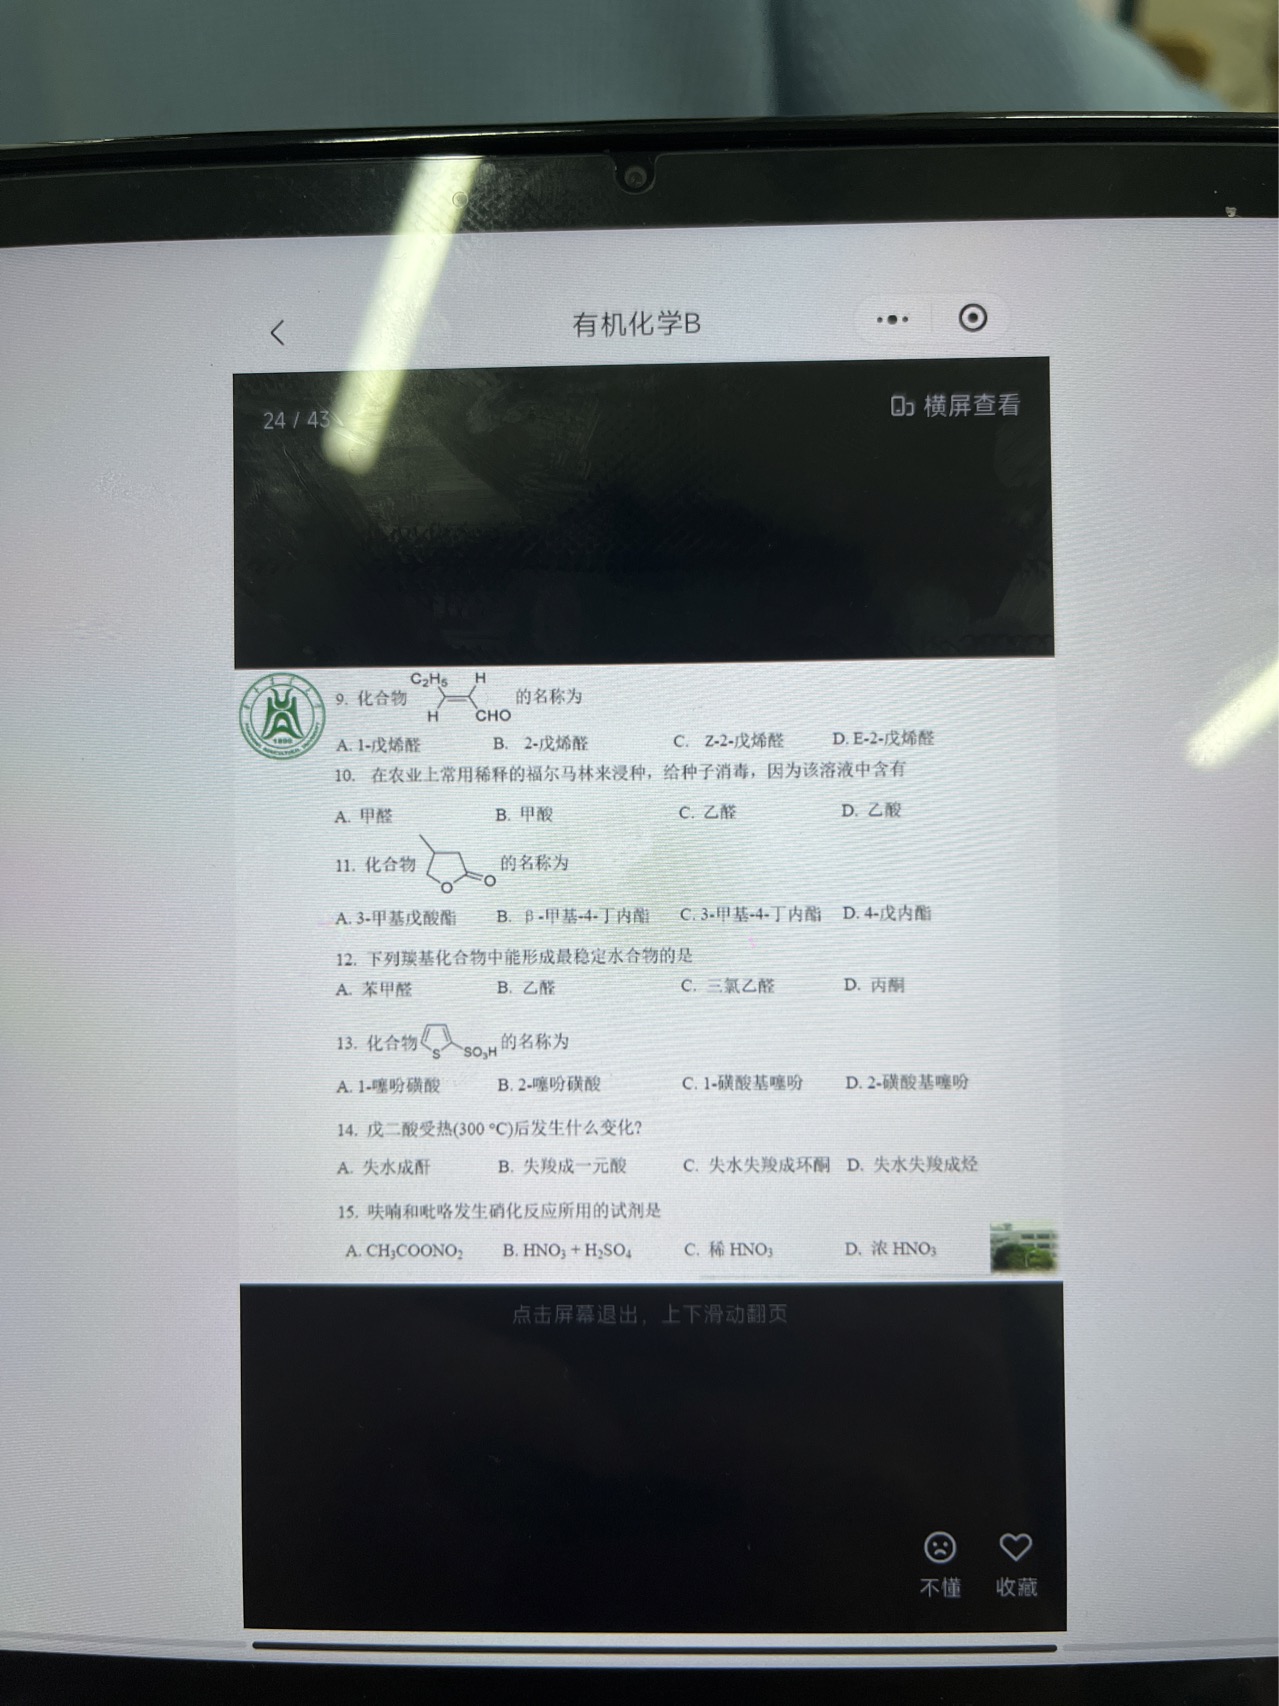 有机化学B
24 / 43
横屏查看
C₂H₅ H
9. 化合物 的名称为
H CHO
A. 1-戊烯醛 B. 2-戊烯醛 C. Z-2-戊烯醛 D. E-2-戊烯醛
10. 在农业上常用稀释的福尔马林来浸种，给种子消毒，因为该溶液中含有
A. 甲醛 B. 甲酸 C. 乙醛 D. 乙酸
11. 化合物 的名称为
O O
A. 3-甲基戊酸酯 B. β-甲基-4-丁内酯 C. 3-甲基-4-丁内酯 D. 4-戊内酯
12. 下列羰基化合物中能形成最稳定水合物的是
A. 苯甲醛 B. 乙醛 C. 三氯乙醛 D. 丙酮
13. 化合物 S SO₃H 的名称为
A. 1-噻吩磺酸 B. 2-噻吩磺酸 C. 1-磺酸基噻吩 D. 2-磺酸基噻吩
14. 戊二酸受热(300 °C)后发生什么变化?
A. 失水成酐 B. 失羧成一元酸 C. 失水失羧成环酮 D. 失水失羧成烃
15. 呋喃和吡咯发生硝化反应所用的试剂是
A. CH₃COONO₂ B. HNO₃ + H₂SO₄ C. 稀 HNO₃ D. 浓 HNO₃
点击屏幕退出，上下滑动翻页
不懂 收藏